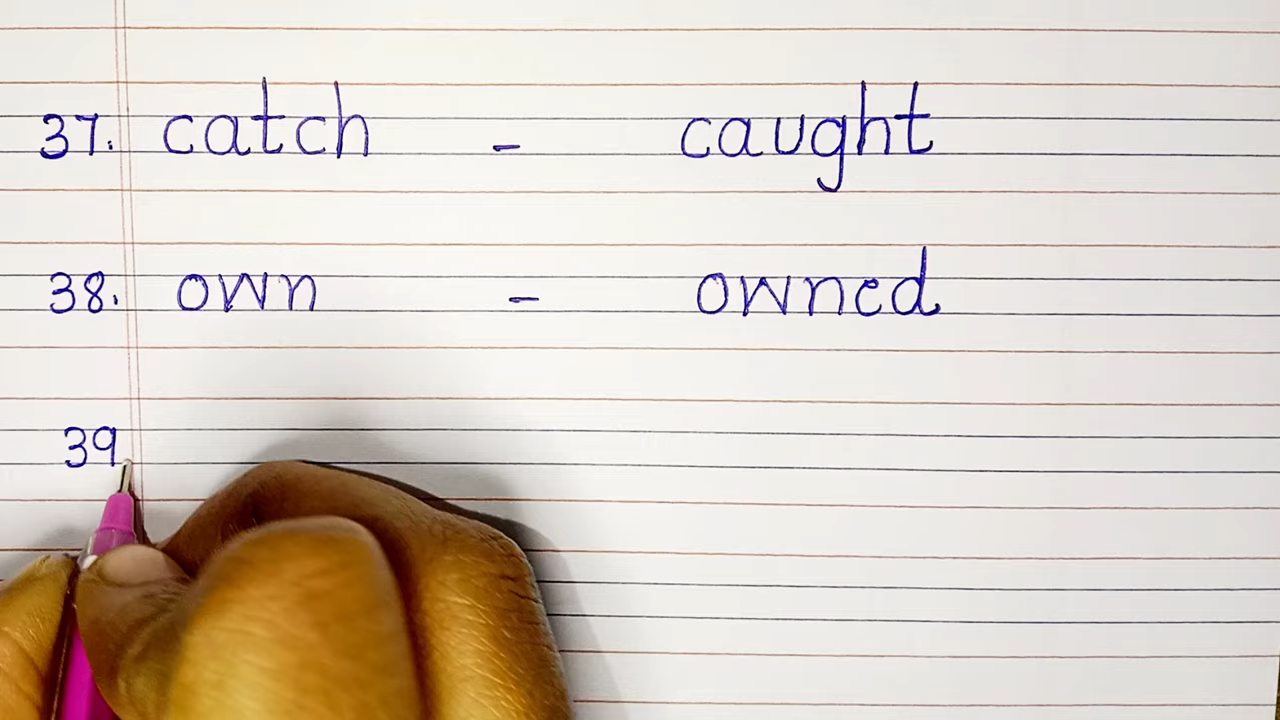 37. catch - caught
38. own - owned
39.